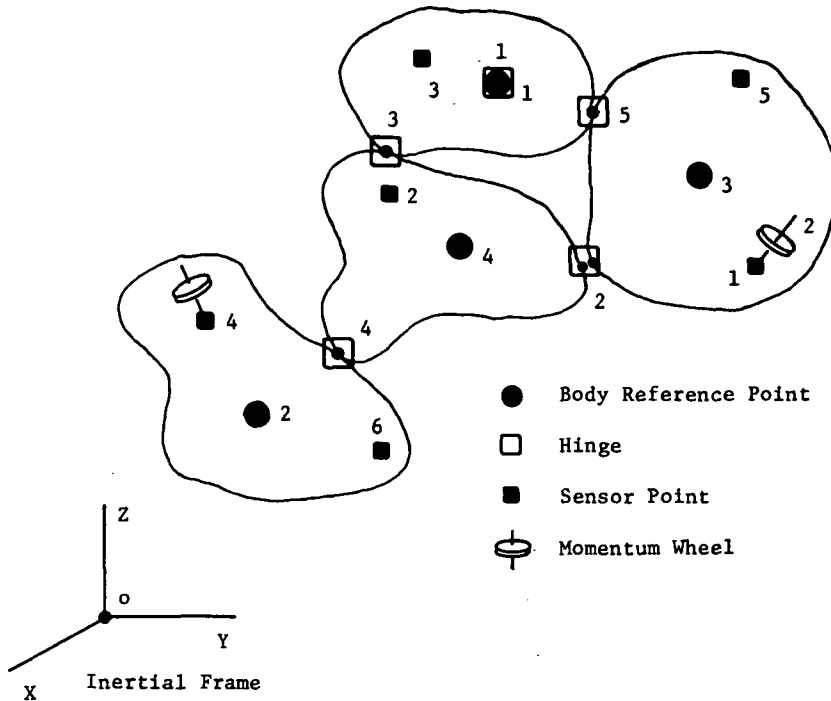 1
3
1
3
5
5
2
3
4
2
1
2
4
4
2
6
Body Reference Point
Hinge
Sensor Point
Momentum Wheel
Z
o
Y
X
Inertial Frame